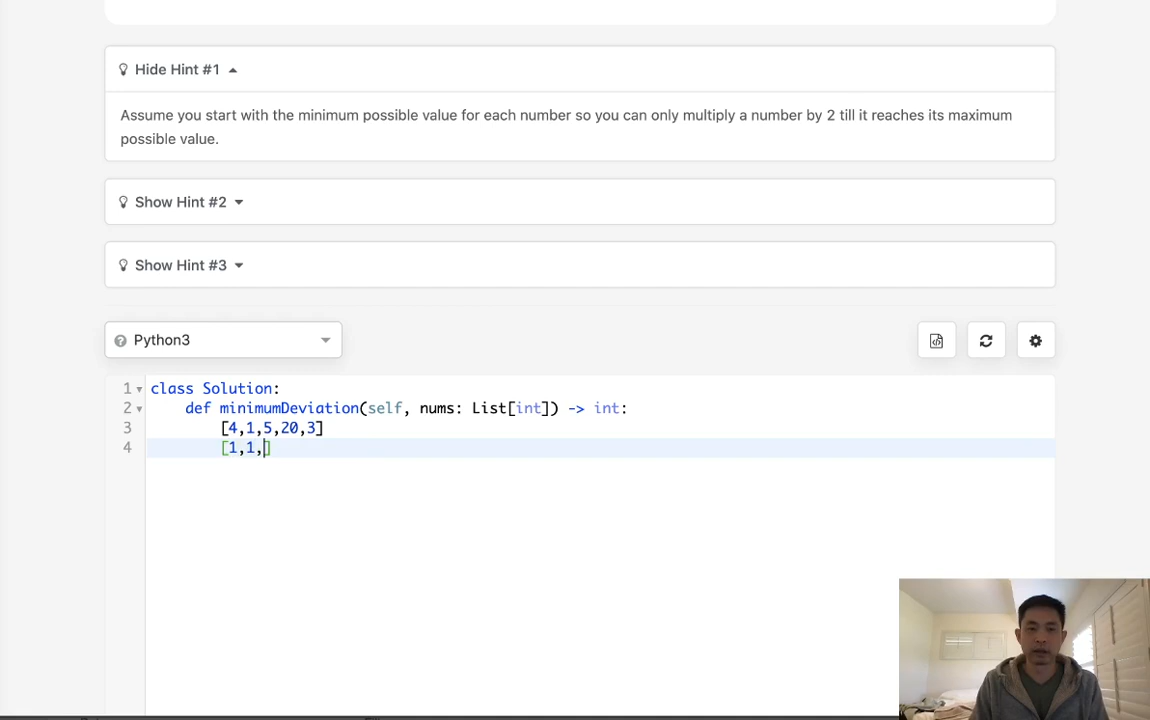 Hide Hint #1
Assume you start with the minimum possible value for each number so you can only multiply a number by 2 till it reaches its maximum
possible value.
Show Hint #2
Show Hint #3
Python3
1 class Solution:
2 def minimumDeviation(self, nums: List[int]) -> int:
3 [4,1,5,20,3]
4 [1,1,]